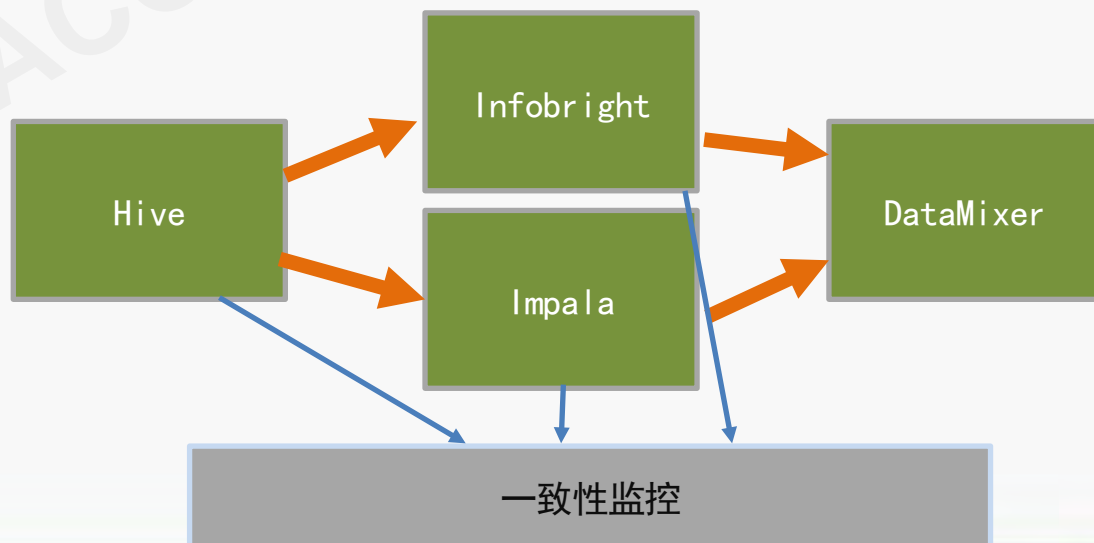 Infobright
Hive
DataMixer
Impala
一致性监控